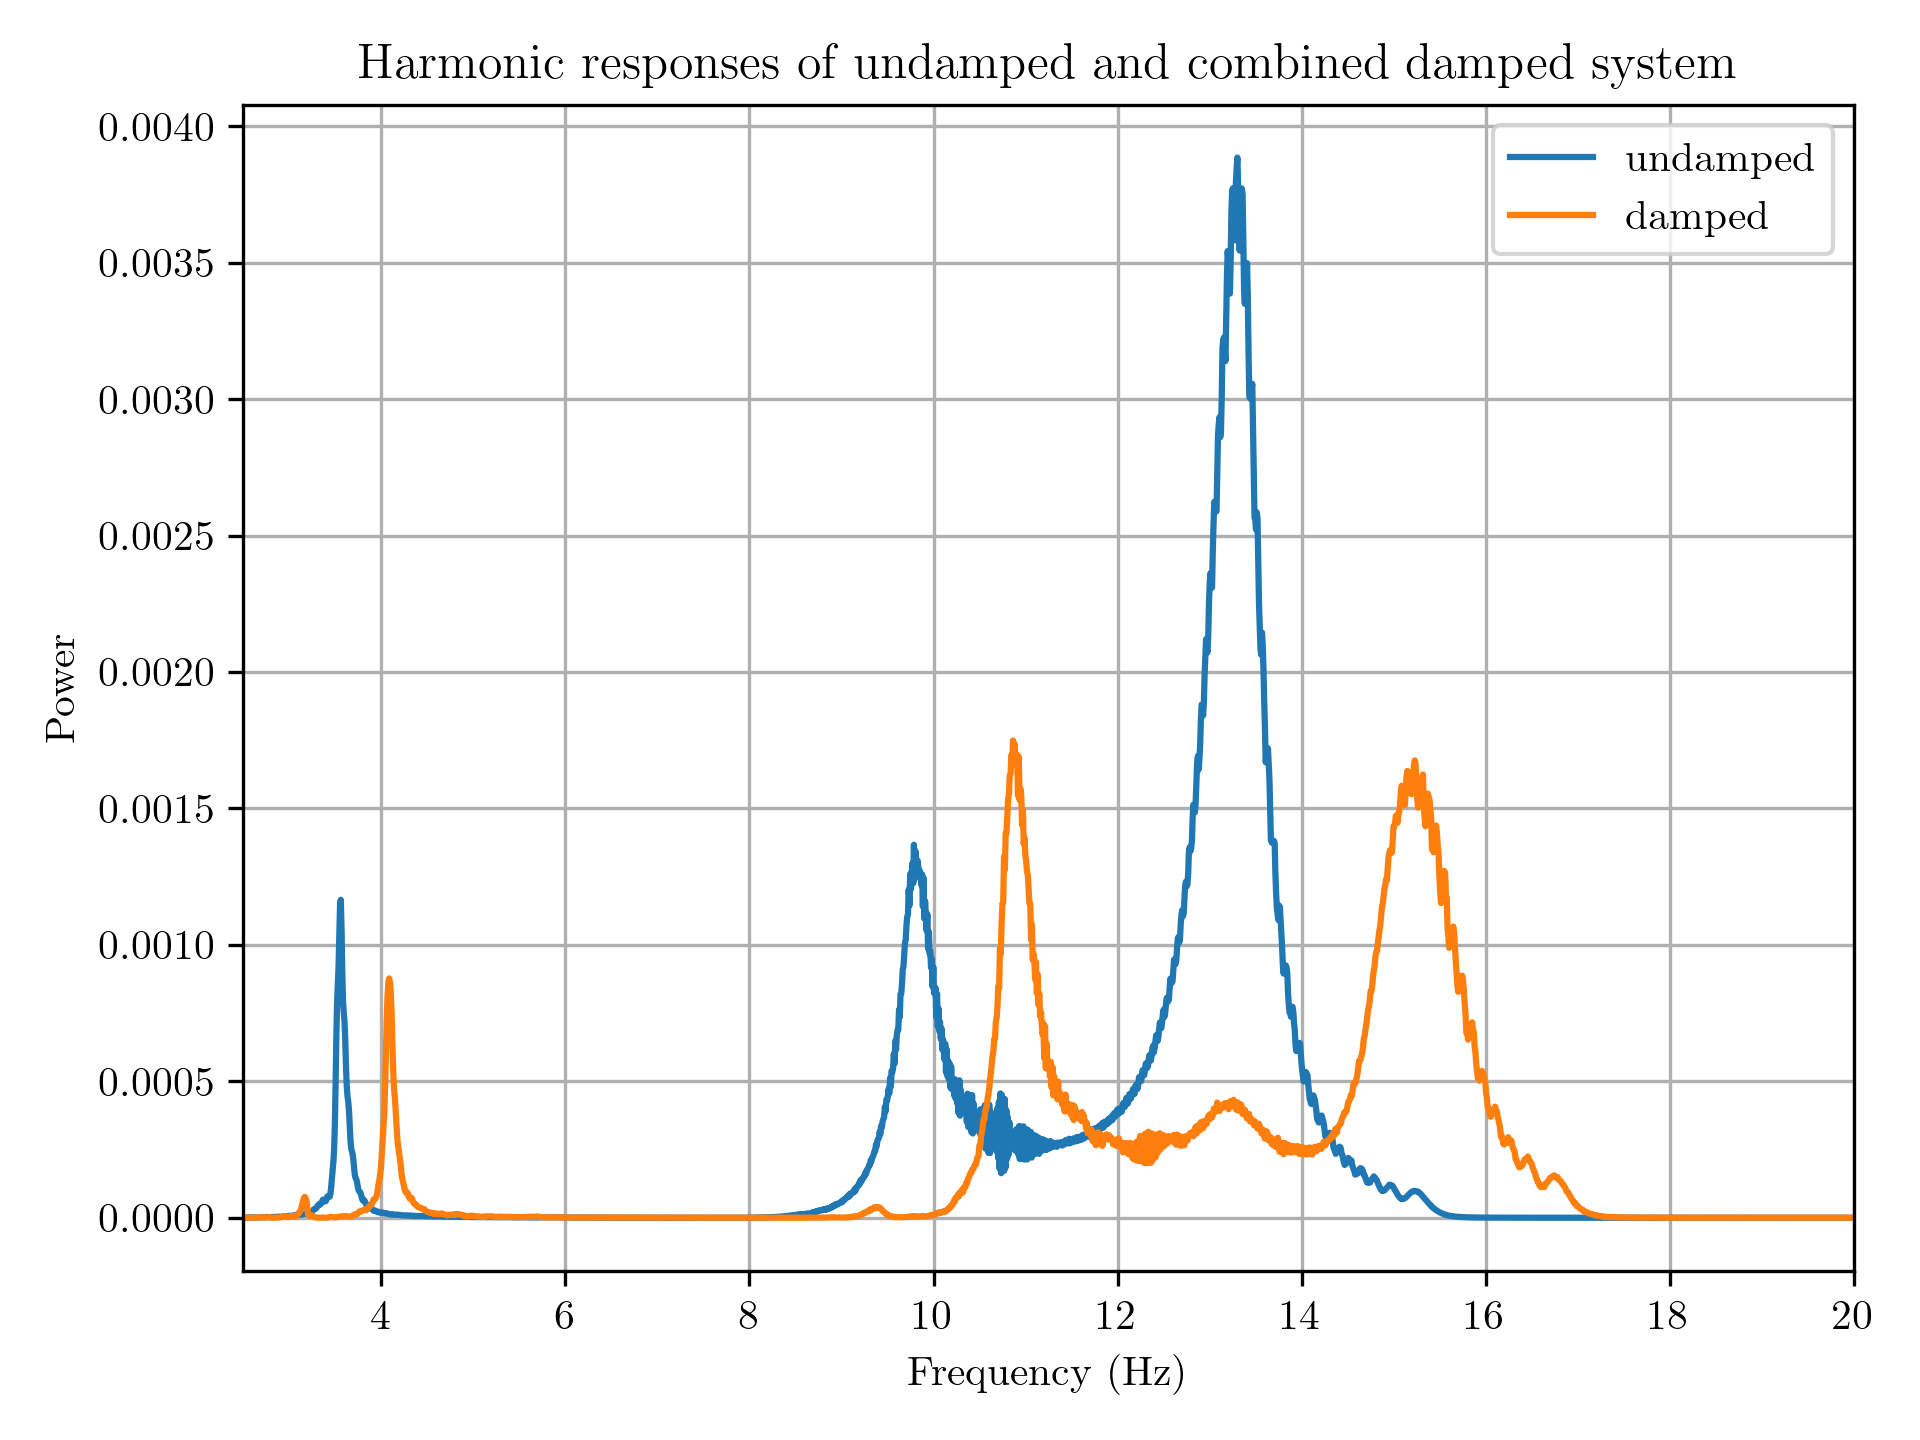 Harmonic responses of undamped and combined damped system
undamped
damped
Power
0.0040
0.0035
0.0030
0.0025
0.0020
0.0015
0.0010
0.0005
0.0000
4 6 8 10 12 14 16 18 20
Frequency (Hz)